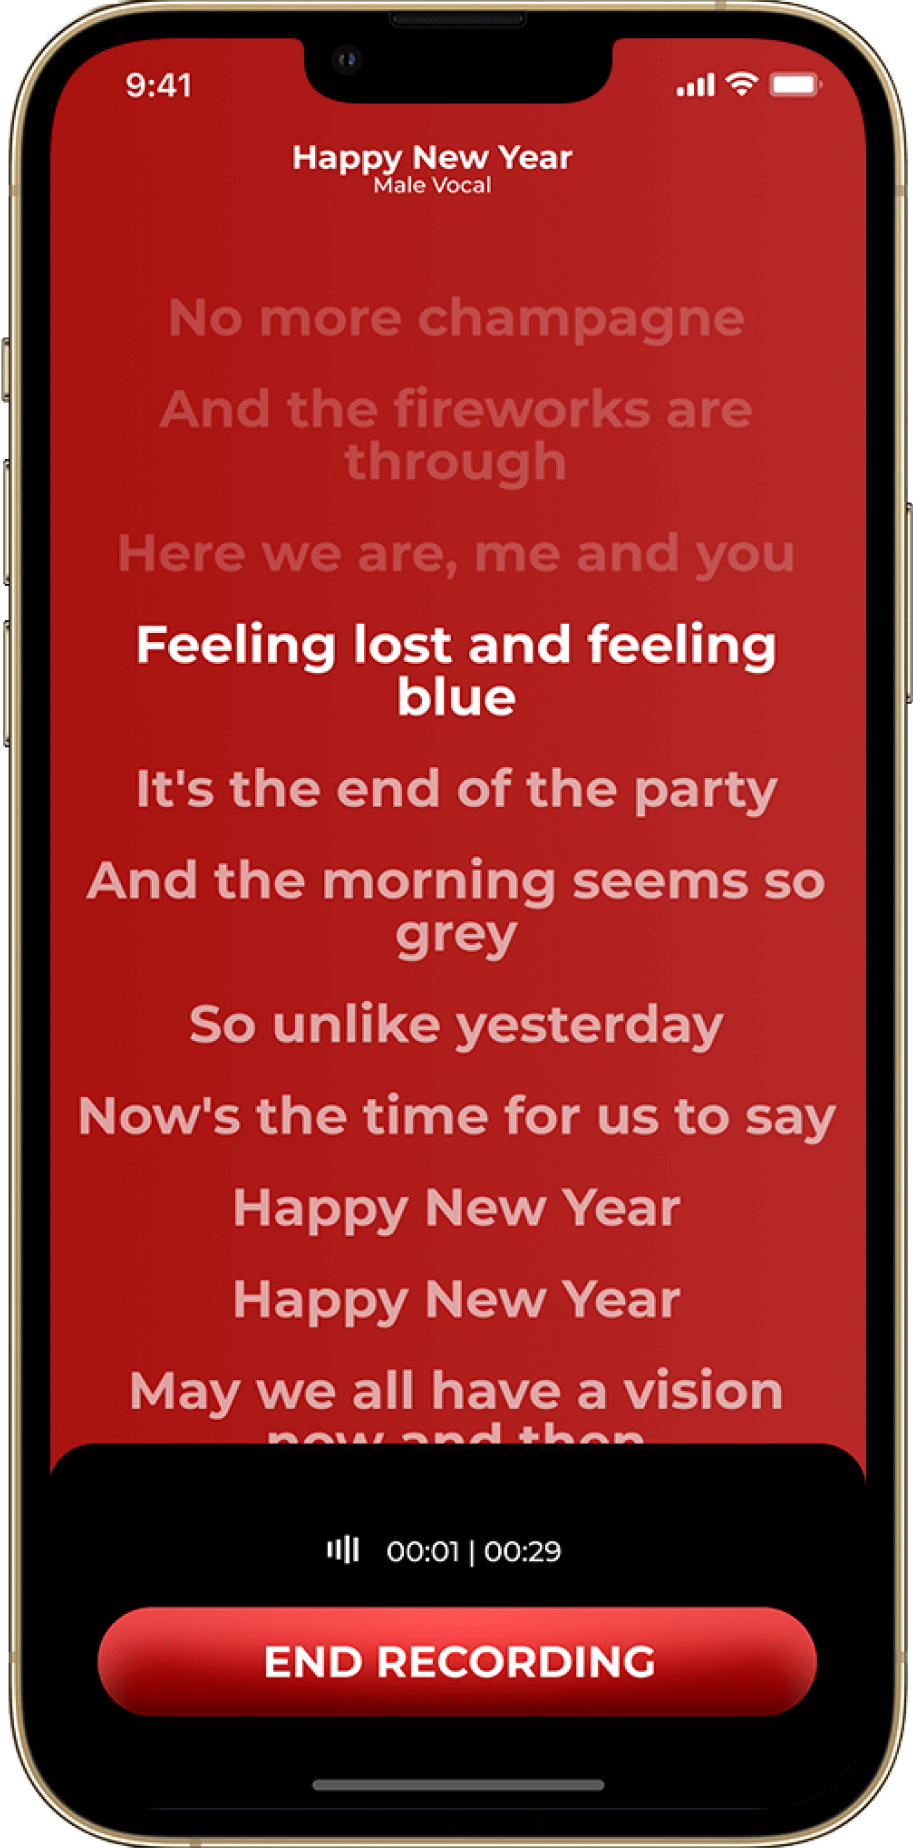 9:41
Happy New Year
Male Vocal
No more champagne
And the fireworks are
through
Here we are, me and you
Feeling lost and feeling
blue
It's the end of the party
And the morning seems so
grey
So unlike yesterday
Now's the time for us to say
Happy New Year
Happy New Year
May we all have a vision
now and then
00:01 | 00:29
END RECORDING